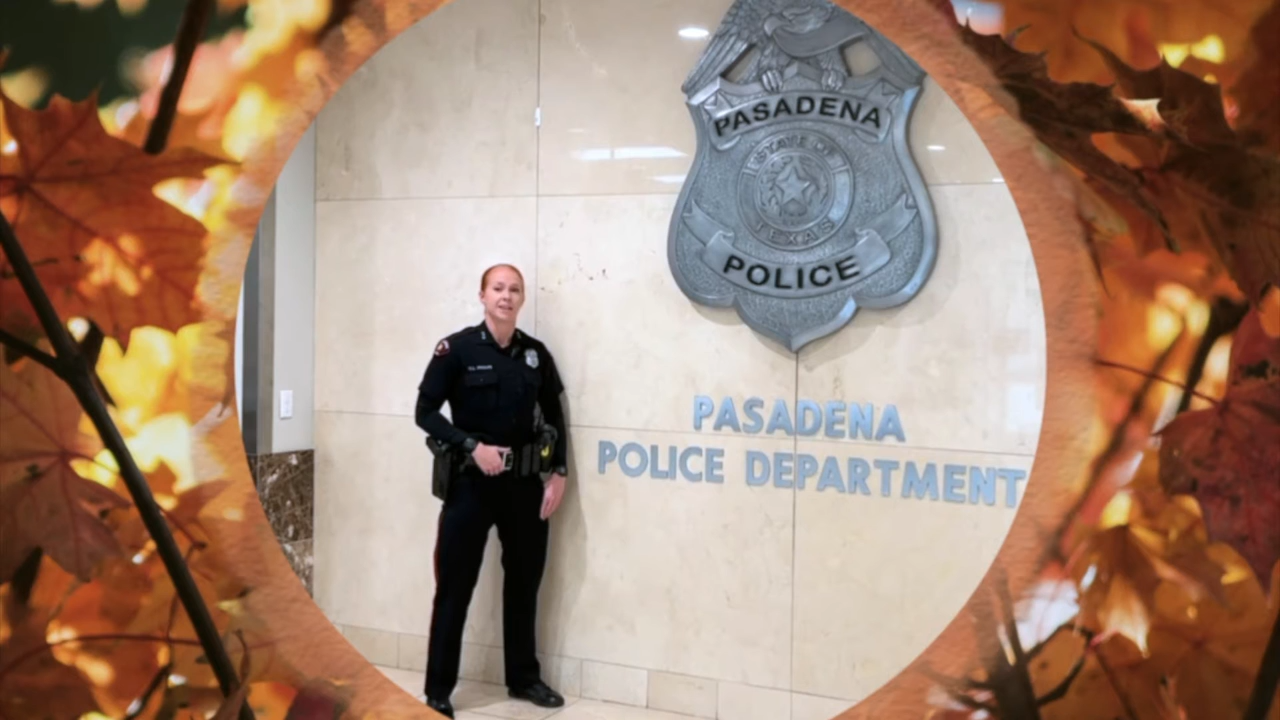 PASADENA
STATE OF
TEXAS
POLICE
PASADENA
POLICE DEPARTMENT